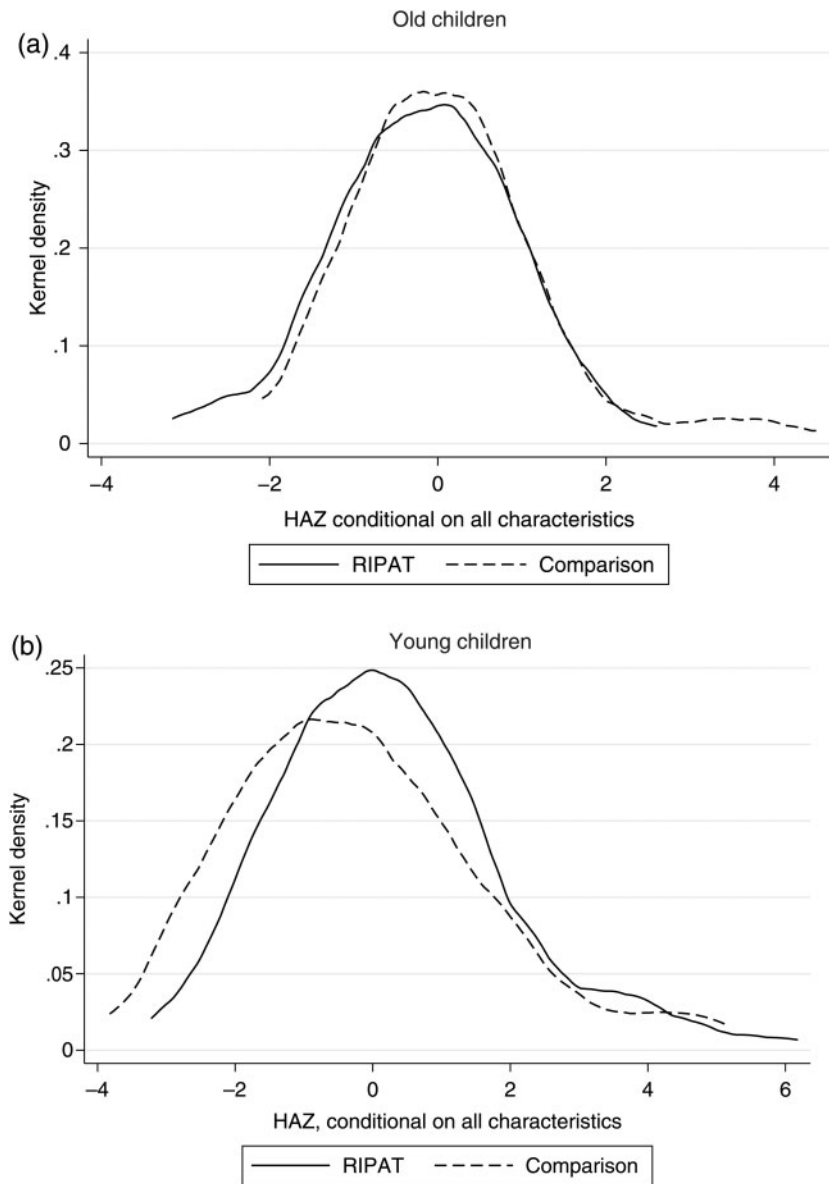 (a)
Old children
.4
.3
.2
.1
0
Kernel density
−4 −2 0 2 4
HAZ conditional on all characteristics
RIPAT Comparison
(b)
Young children
.25
.2
.15
.1
.05
0
Kernel density
−4 −2 0 2 4 6
HAZ, conditional on all characteristics
RIPAT Comparison